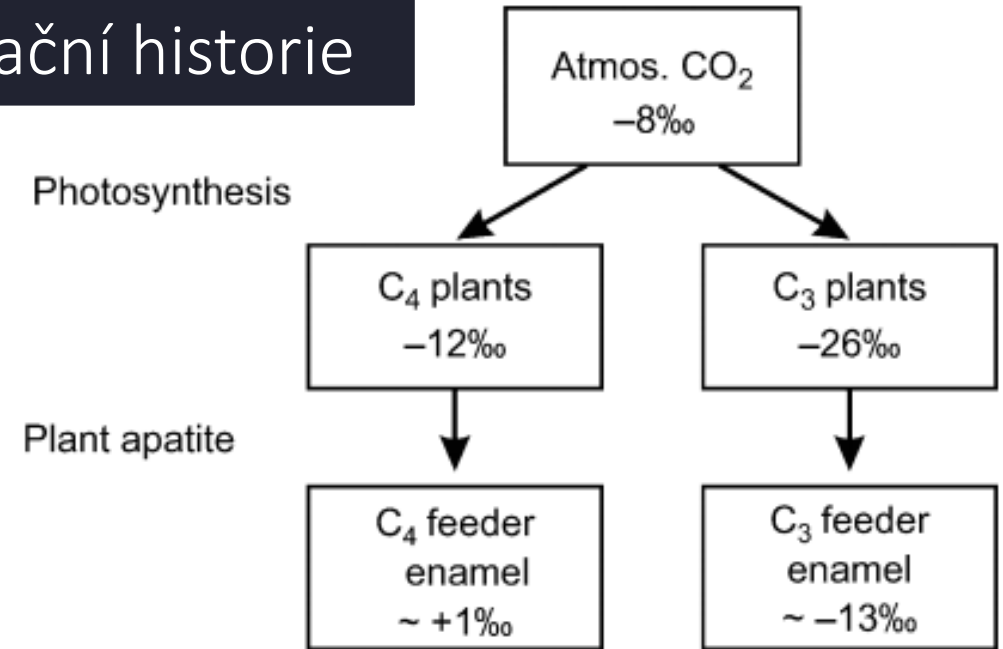 ační historie
Atmos. CO₂
–8‰
Photosynthesis
C₄ plants
–12‰
C₃ plants
–26‰
Plant apatite
C₄ feeder
enamel
~ +1‰
C₃ feeder
enamel
~ –13‰